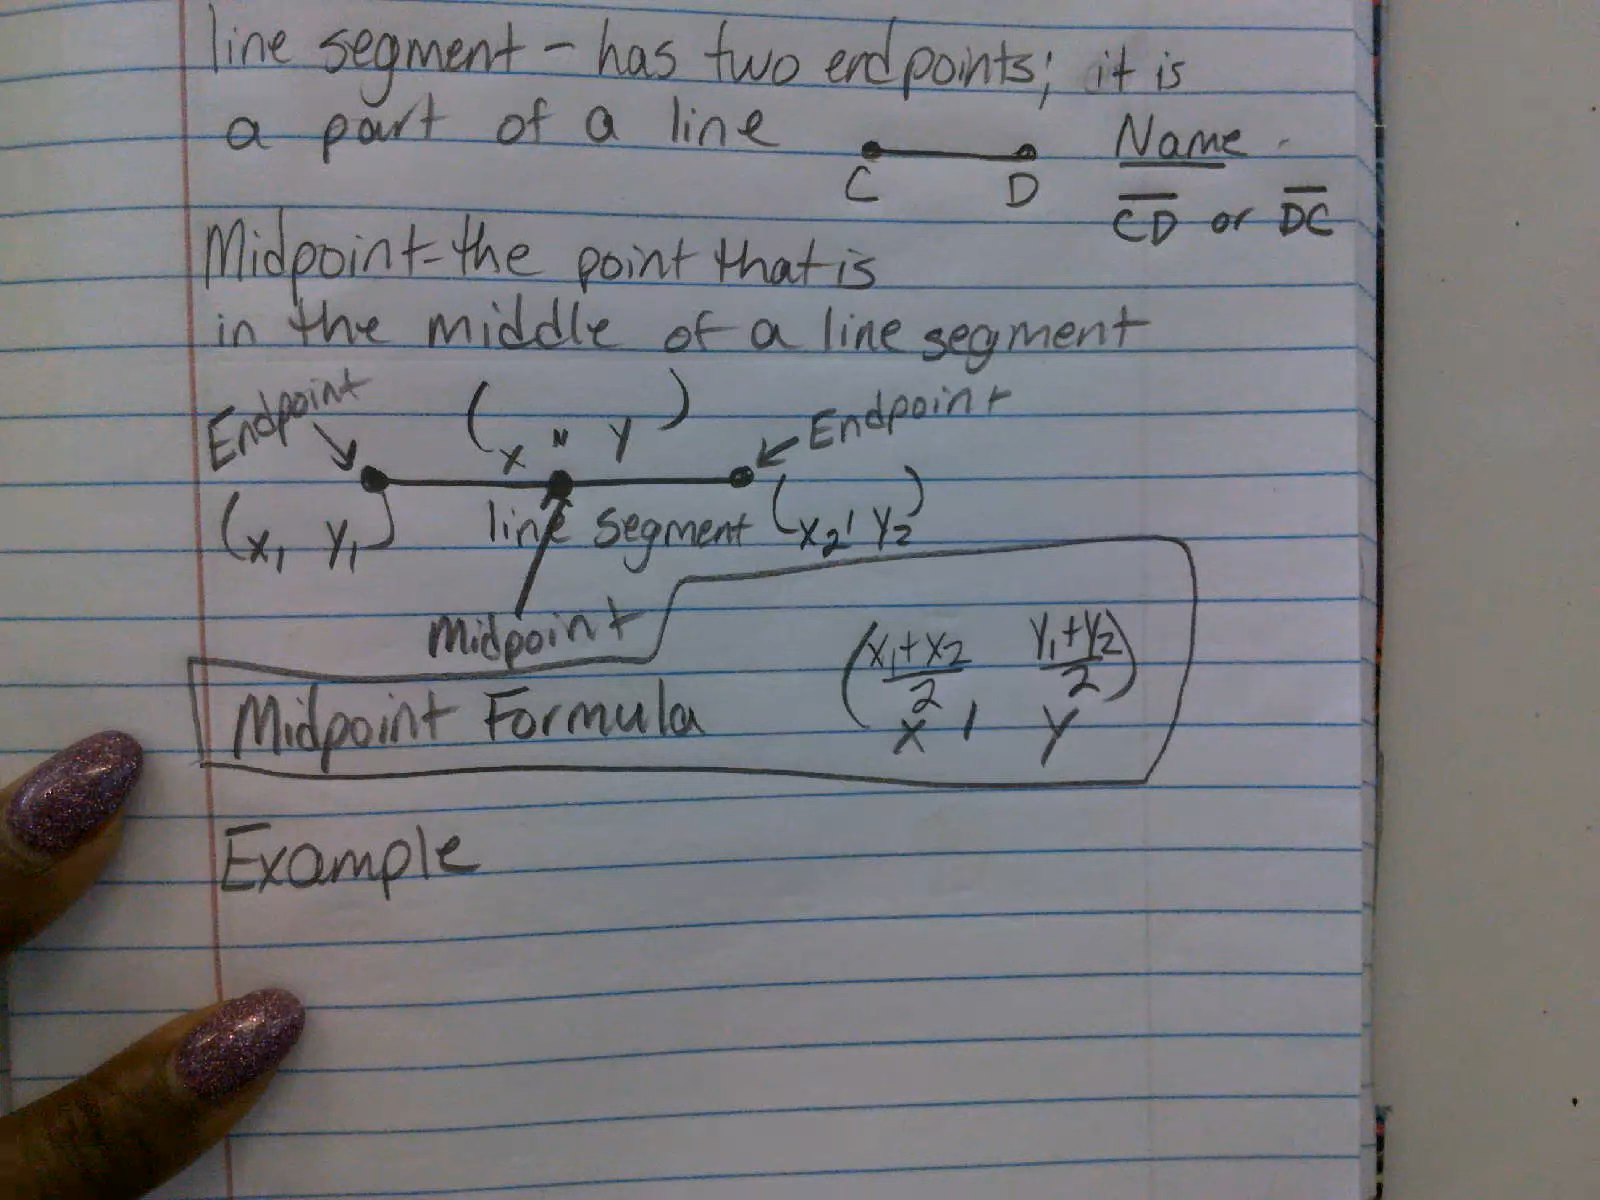 line segment - has two endpoints; it is
a part of a line
C D
Name
CD or DC
Midpoint - the point that is
in the middle of a line segment
Endpoint
( x , y )
Endpoint
(x₁ y₁)
line segment
(x₂, y₂)
Midpoint
Midpoint Formula
(x₁+x₂/2 , y₁+y₂/2)
x y
Example